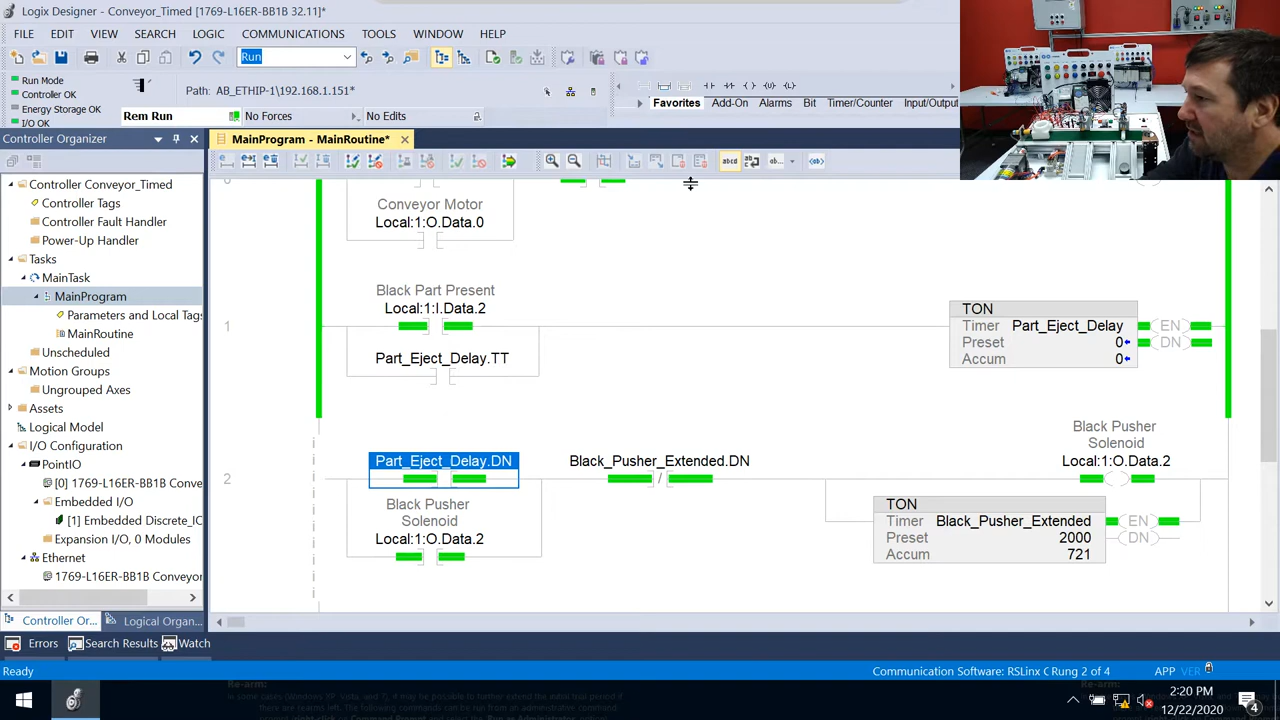 Logix Designer - Conveyor_Timed [1769-L16ER-BB1B 32.11]*
FILE EDIT VIEW SEARCH LOGIC COMMUNICATIONS TOOLS WINDOW HELP
Run
Run Mode
Controller OK
Energy Storage OK
I/O OK
Path: AB_ETHIP-1\192.168.1.151*
Rem Run No Forces No Edits
Favorites Add-On Alarms Bit Timer/Counter Input/Output
Controller Organizer
MainProgram - MainRoutine*
Controller Conveyor_Timed
Controller Tags
Controller Fault Handler
Power-Up Handler
Tasks
MainTask
MainProgram
Parameters and Local Tags
MainRoutine
Unscheduled
Motion Groups
Ungrouped Axes
Assets
Logical Model
I/O Configuration
PointIO
[0] 1769-L16ER-BB1B Convey
Embedded I/O
[1] Embedded Discrete_IO
Expansion I/O, 0 Modules
Ethernet
1769-L16ER-BB1B Conveyor
Controller Or... Logical Organ...
abcd ab...
0
Conveyor Motor
Local:1:O.Data.0
1
Black Part Present
Local:1:I.Data.2
Part_Eject_Delay.TT
TON
Timer Part_Eject_Delay
Preset 0
Accum 0
EN
DN
2
Part_Eject_Delay.DN
Black Pusher
Solenoid
Local:1:O.Data.2
Black_Pusher_Extended.DN
Black Pusher
Solenoid
Local:1:O.Data.2
TON
Timer Black_Pusher_Extended
Preset 2000
Accum 721
EN
DN
Errors Search Results Watch
Ready
Communication Software: RSLinx C Rung 2 of 4 APP VER
2:20 PM
12/22/2020
4